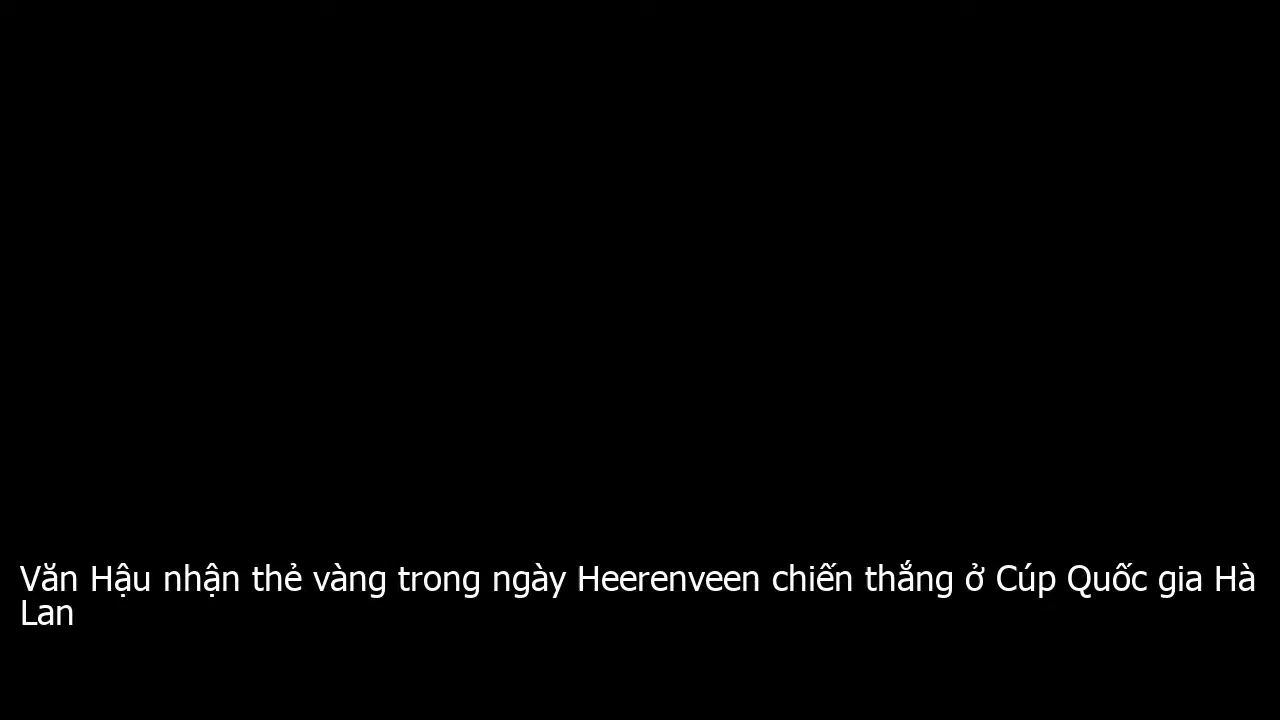 Văn Hậu nhận thẻ vàng trong ngày Heerenveen chiến thắng ở Cúp Quốc gia Hà
Lan